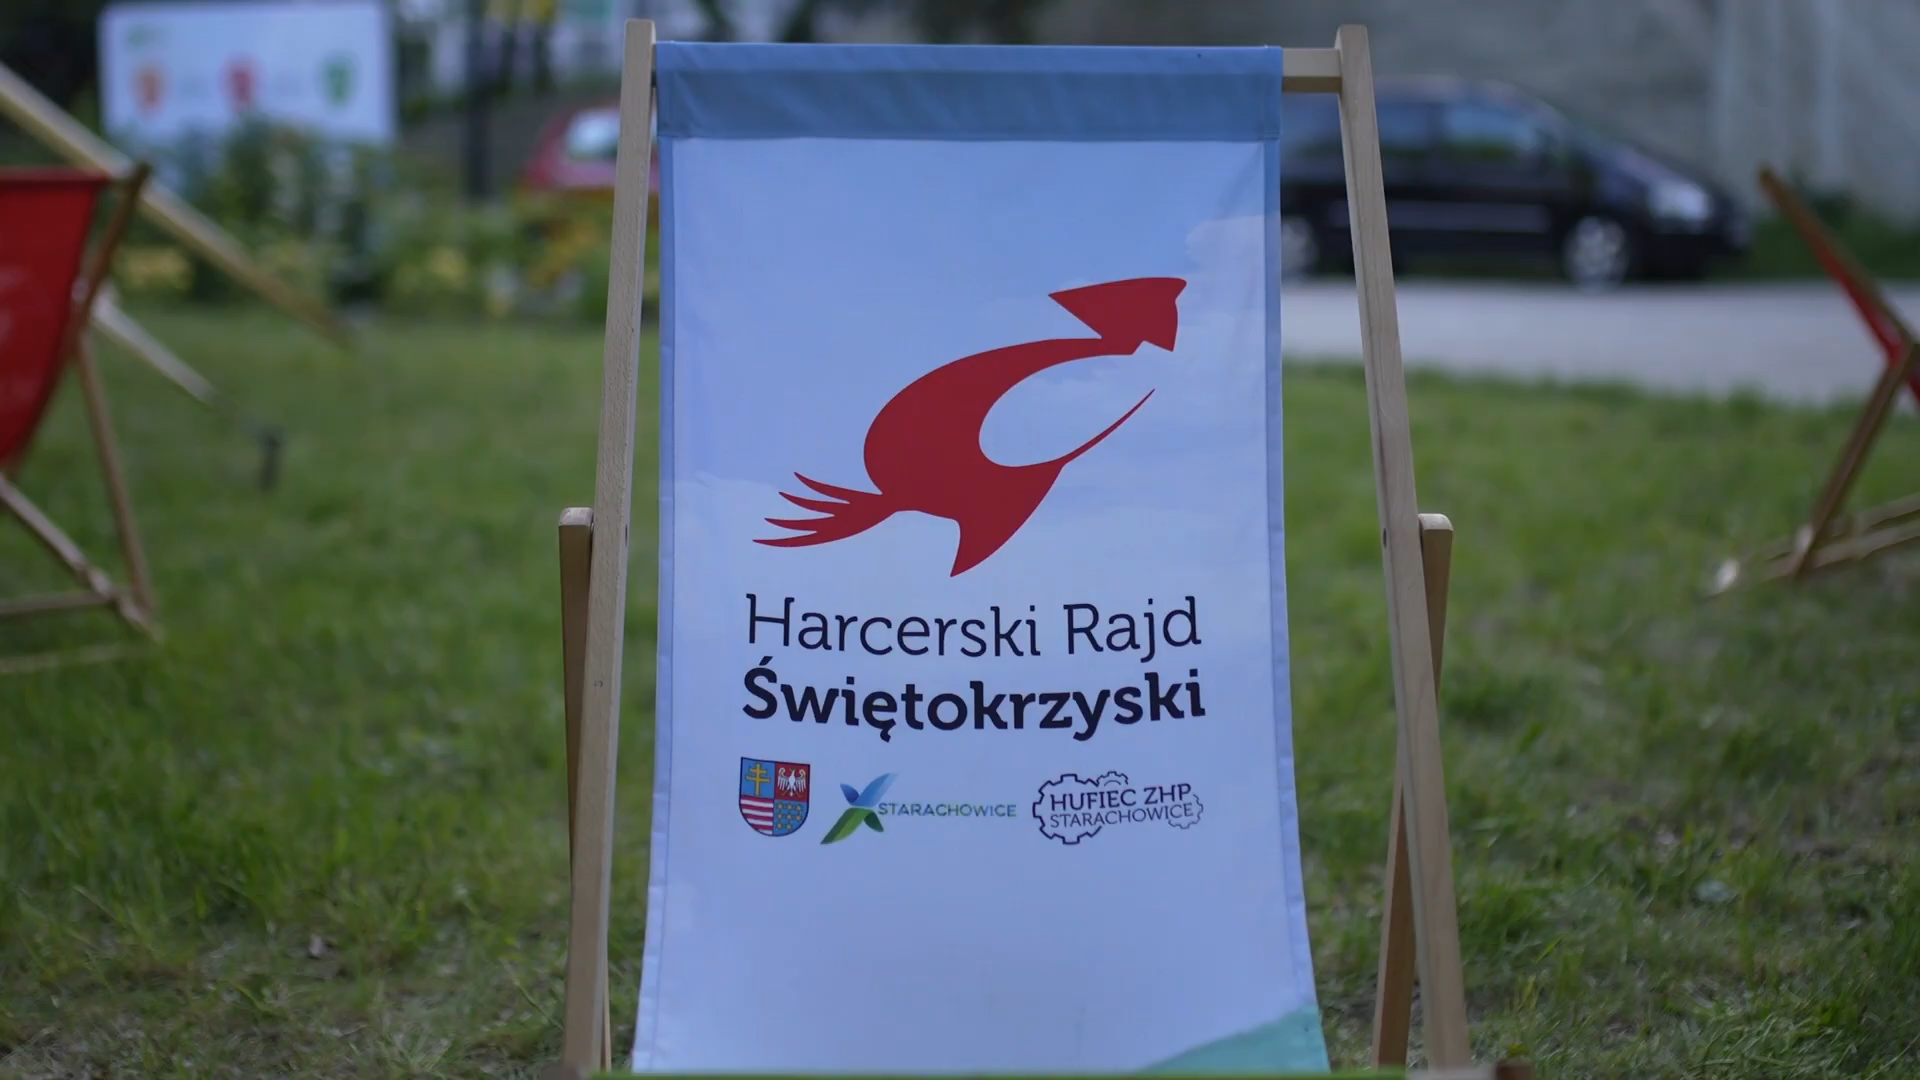 Harcerski Rajd
Świętokrzyski
STARACHOWICE
HUFIEC ZHP
STARACHOWICE